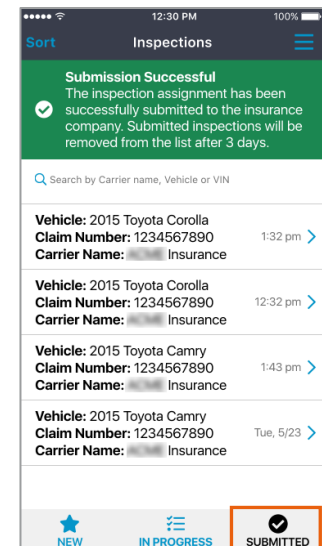 12:30 PM
100%
Sort
Inspections
Submission Successful
The inspection assignment has been
successfully submitted to the insurance
company. Submitted inspections will be
removed from the list after 3
days.
Search by Carrier name, Vehicle or VIN
Vehicle: 2015 Toyota Corolla
Claim Number: 1234567890
1:32 pm
Carrier Name: Insurance
Vehicle: 2015 Toyota Corolla
Claim Number: 1234567890
12:32 pm
Carrier Name: Insurance
Vehicle: 2015 Toyota Camry
Claim Number: 1234567890
1:43 pm
Carrier Name: Insurance
Vehicle: 2015 Toyota Camry
Claim Number: 1234567890
Tue, 5/23
Carrier Name: Insurance
NEW
IN PROGRESS
SUBMITTED